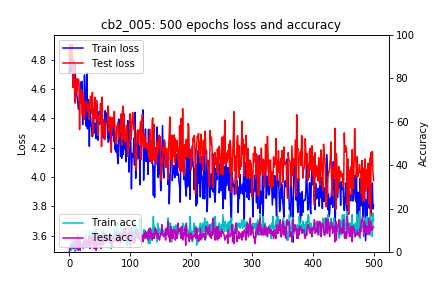 cb2_005: 500 epochs loss and accuracy
Train loss
Test loss
Train acc
Test acc
Loss
4.8
4.6
4.4
4.2
4.0
3.8
3.6
0
100
200
300
400
500
100
80
60
40
20
0
Accuracy